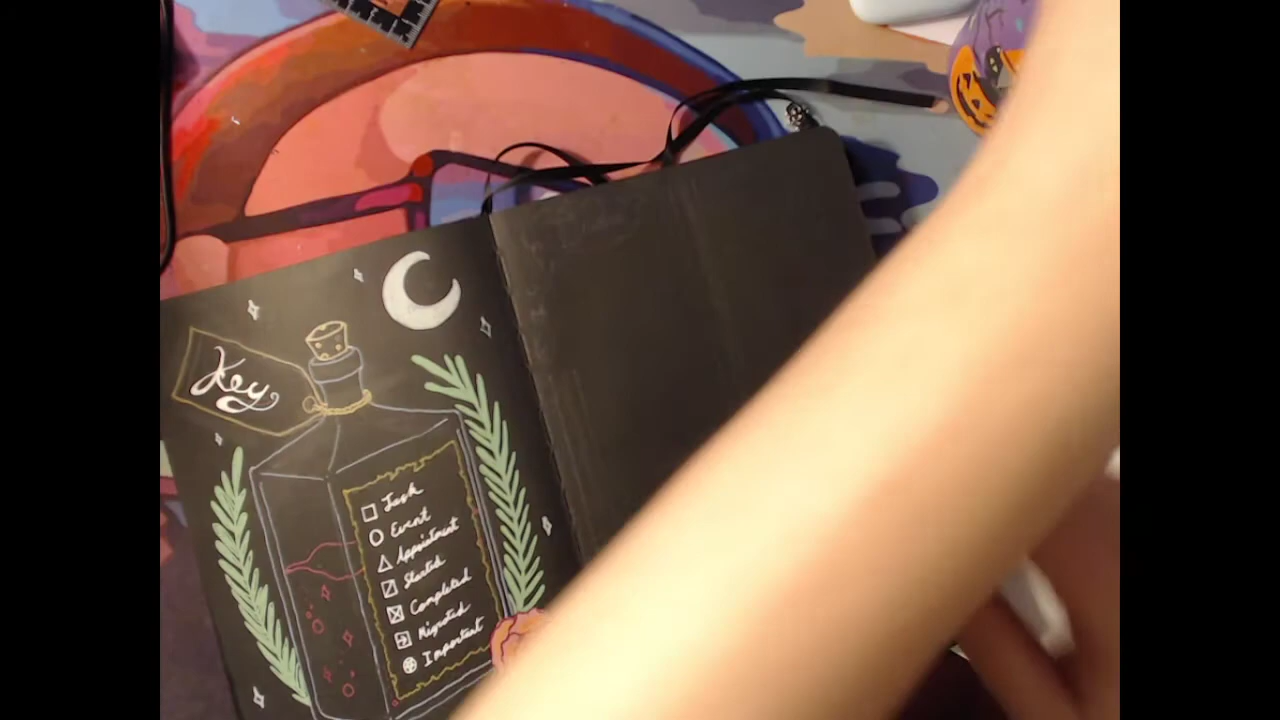 Key
Task
Event
Appointment
Started
Completed
Migrated
Important